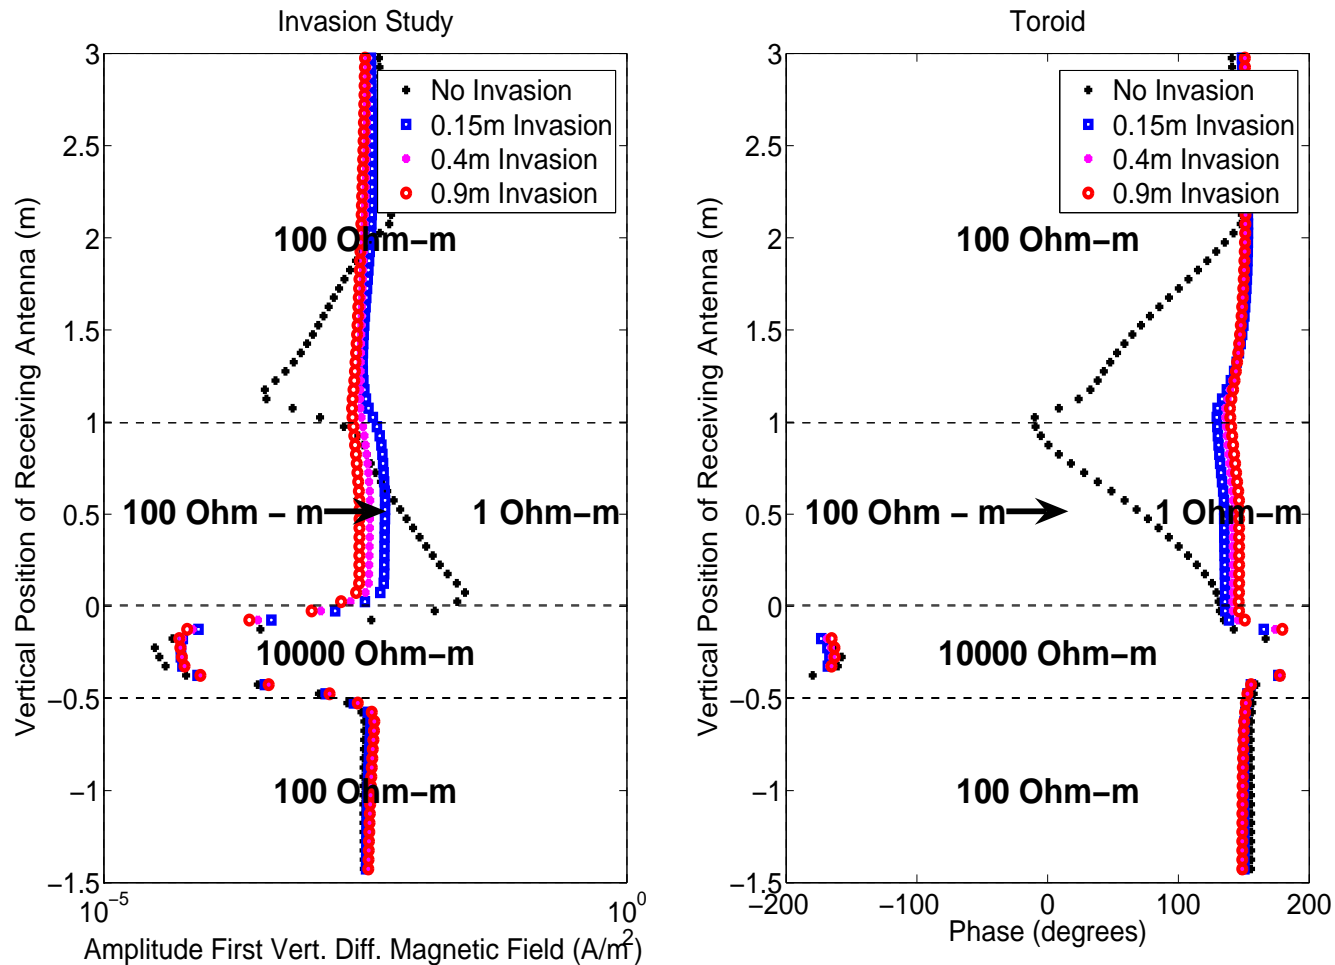 Invasion Study
Toroid
3
2.5
2
1.5
1
0.5
0
−0.5
−1
−1.5
10^−5
10^0
Vertical Position of Receiving Antenna (m)
Amplitude First Vert. Diff. Magnetic Field (A/m^2)
No Invasion
0.15m Invasion
0.4m Invasion
0.9m Invasion
100 Ohm−m
100 Ohm − m
1 Ohm−m
10000 Ohm−m
100 Ohm−m
3
2.5
2
1.5
1
0.5
0
−0.5
−1
−1.5
−200
−100
0
100
200
Vertical Position of Receiving Antenna (m)
Phase (degrees)
No Invasion
0.15m Invasion
0.4m Invasion
0.9m Invasion
100 Ohm−m
100 Ohm − m
1 Ohm−m
10000 Ohm−m
100 Ohm−m